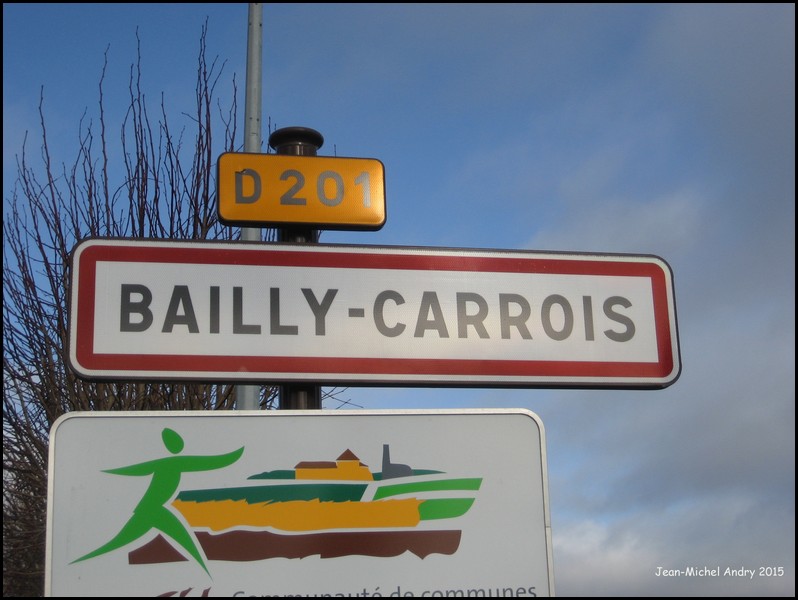 D 201
BAILLY-CARROIS
Communauté de communes
Jean-Michel Andry 2015